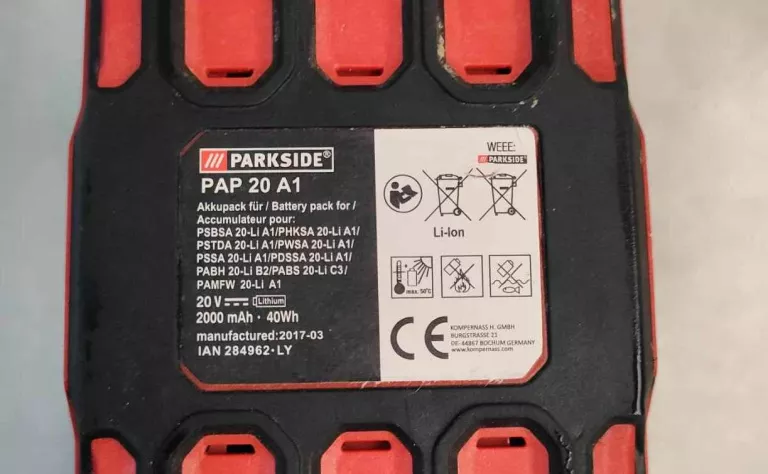 PARKSIDE®
PAP 20 A1
Akkupack für / Battery pack for /
Accumulateur pour:
PSBSA 20-Li A1/PHKSA 20-Li A1/
PSTDA 20-Li A1/PWSA 20-Li A1/
PSSA 20-Li A1/PDSSA 20-Li A1/
PABH 20-Li B2/PABS 20-Li C3/
PAMFW 20-Li A1
20 V Lithium
2000 mAh · 40Wh
manufactured:2017-03
IAN 284962·LY
WEEE:
PARKSIDE
Li-Ion
max. 50°C
CE
KOMPERNASS H. GMBH
BURGSTRASSE 21
DE-44867 BOCHUM GERMANY
www.kompernass.com